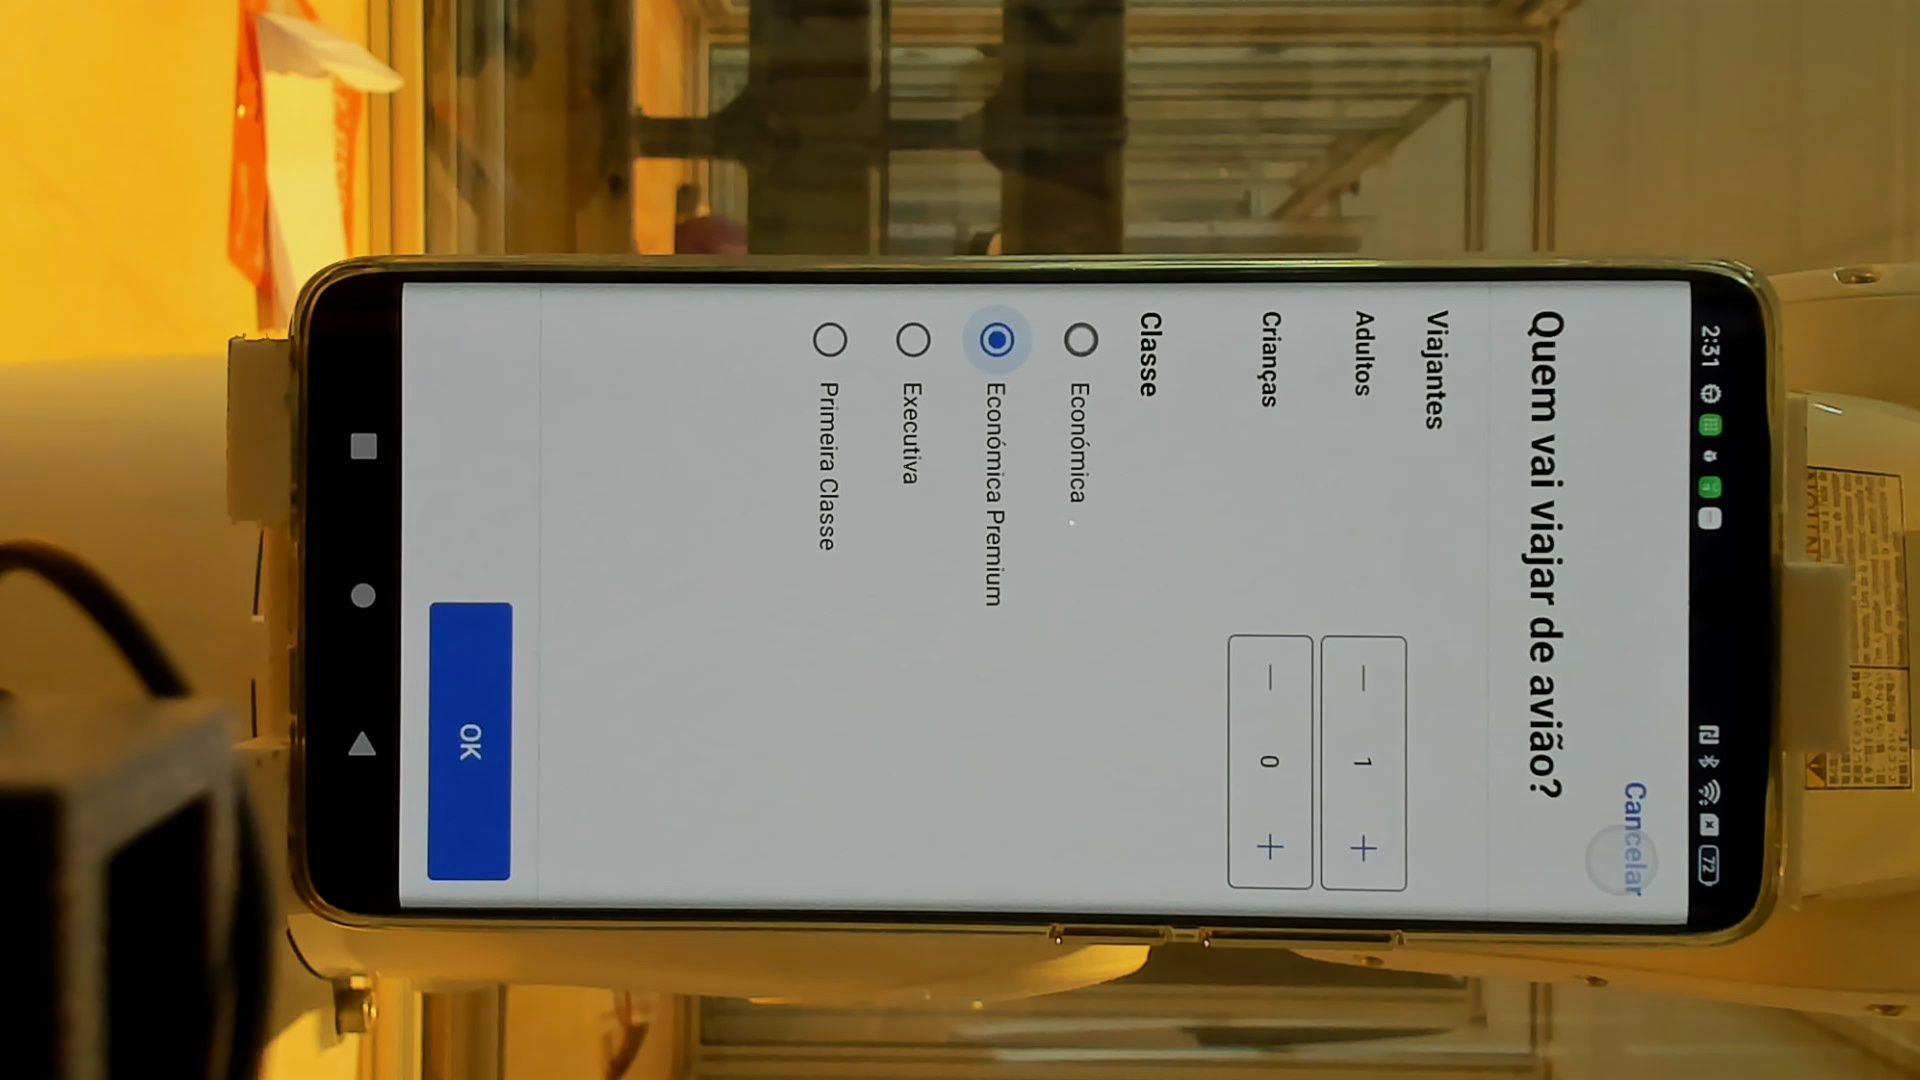 2:31
72
Cancelar
Quem vai viajar de avião?
Viajantes
Adultos
− 1 +
Crianças
− 0 +
Classe
Económica
Económica Premium
Executiva
Primeira Classe
OK